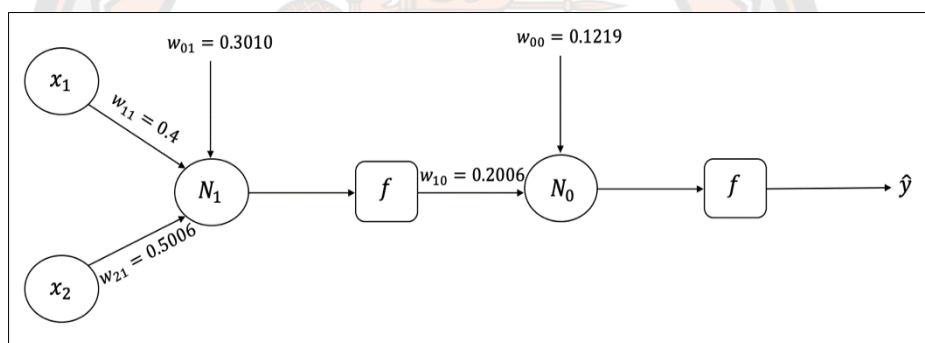 w₀₁ = 0.3010
w₀₀ = 0.1219
x₁
w₁₁ = 0.4
N₁
f
w₁₀ = 0.2006
N₀
f
ŷ
w₂₁ = 0.5006
x₂